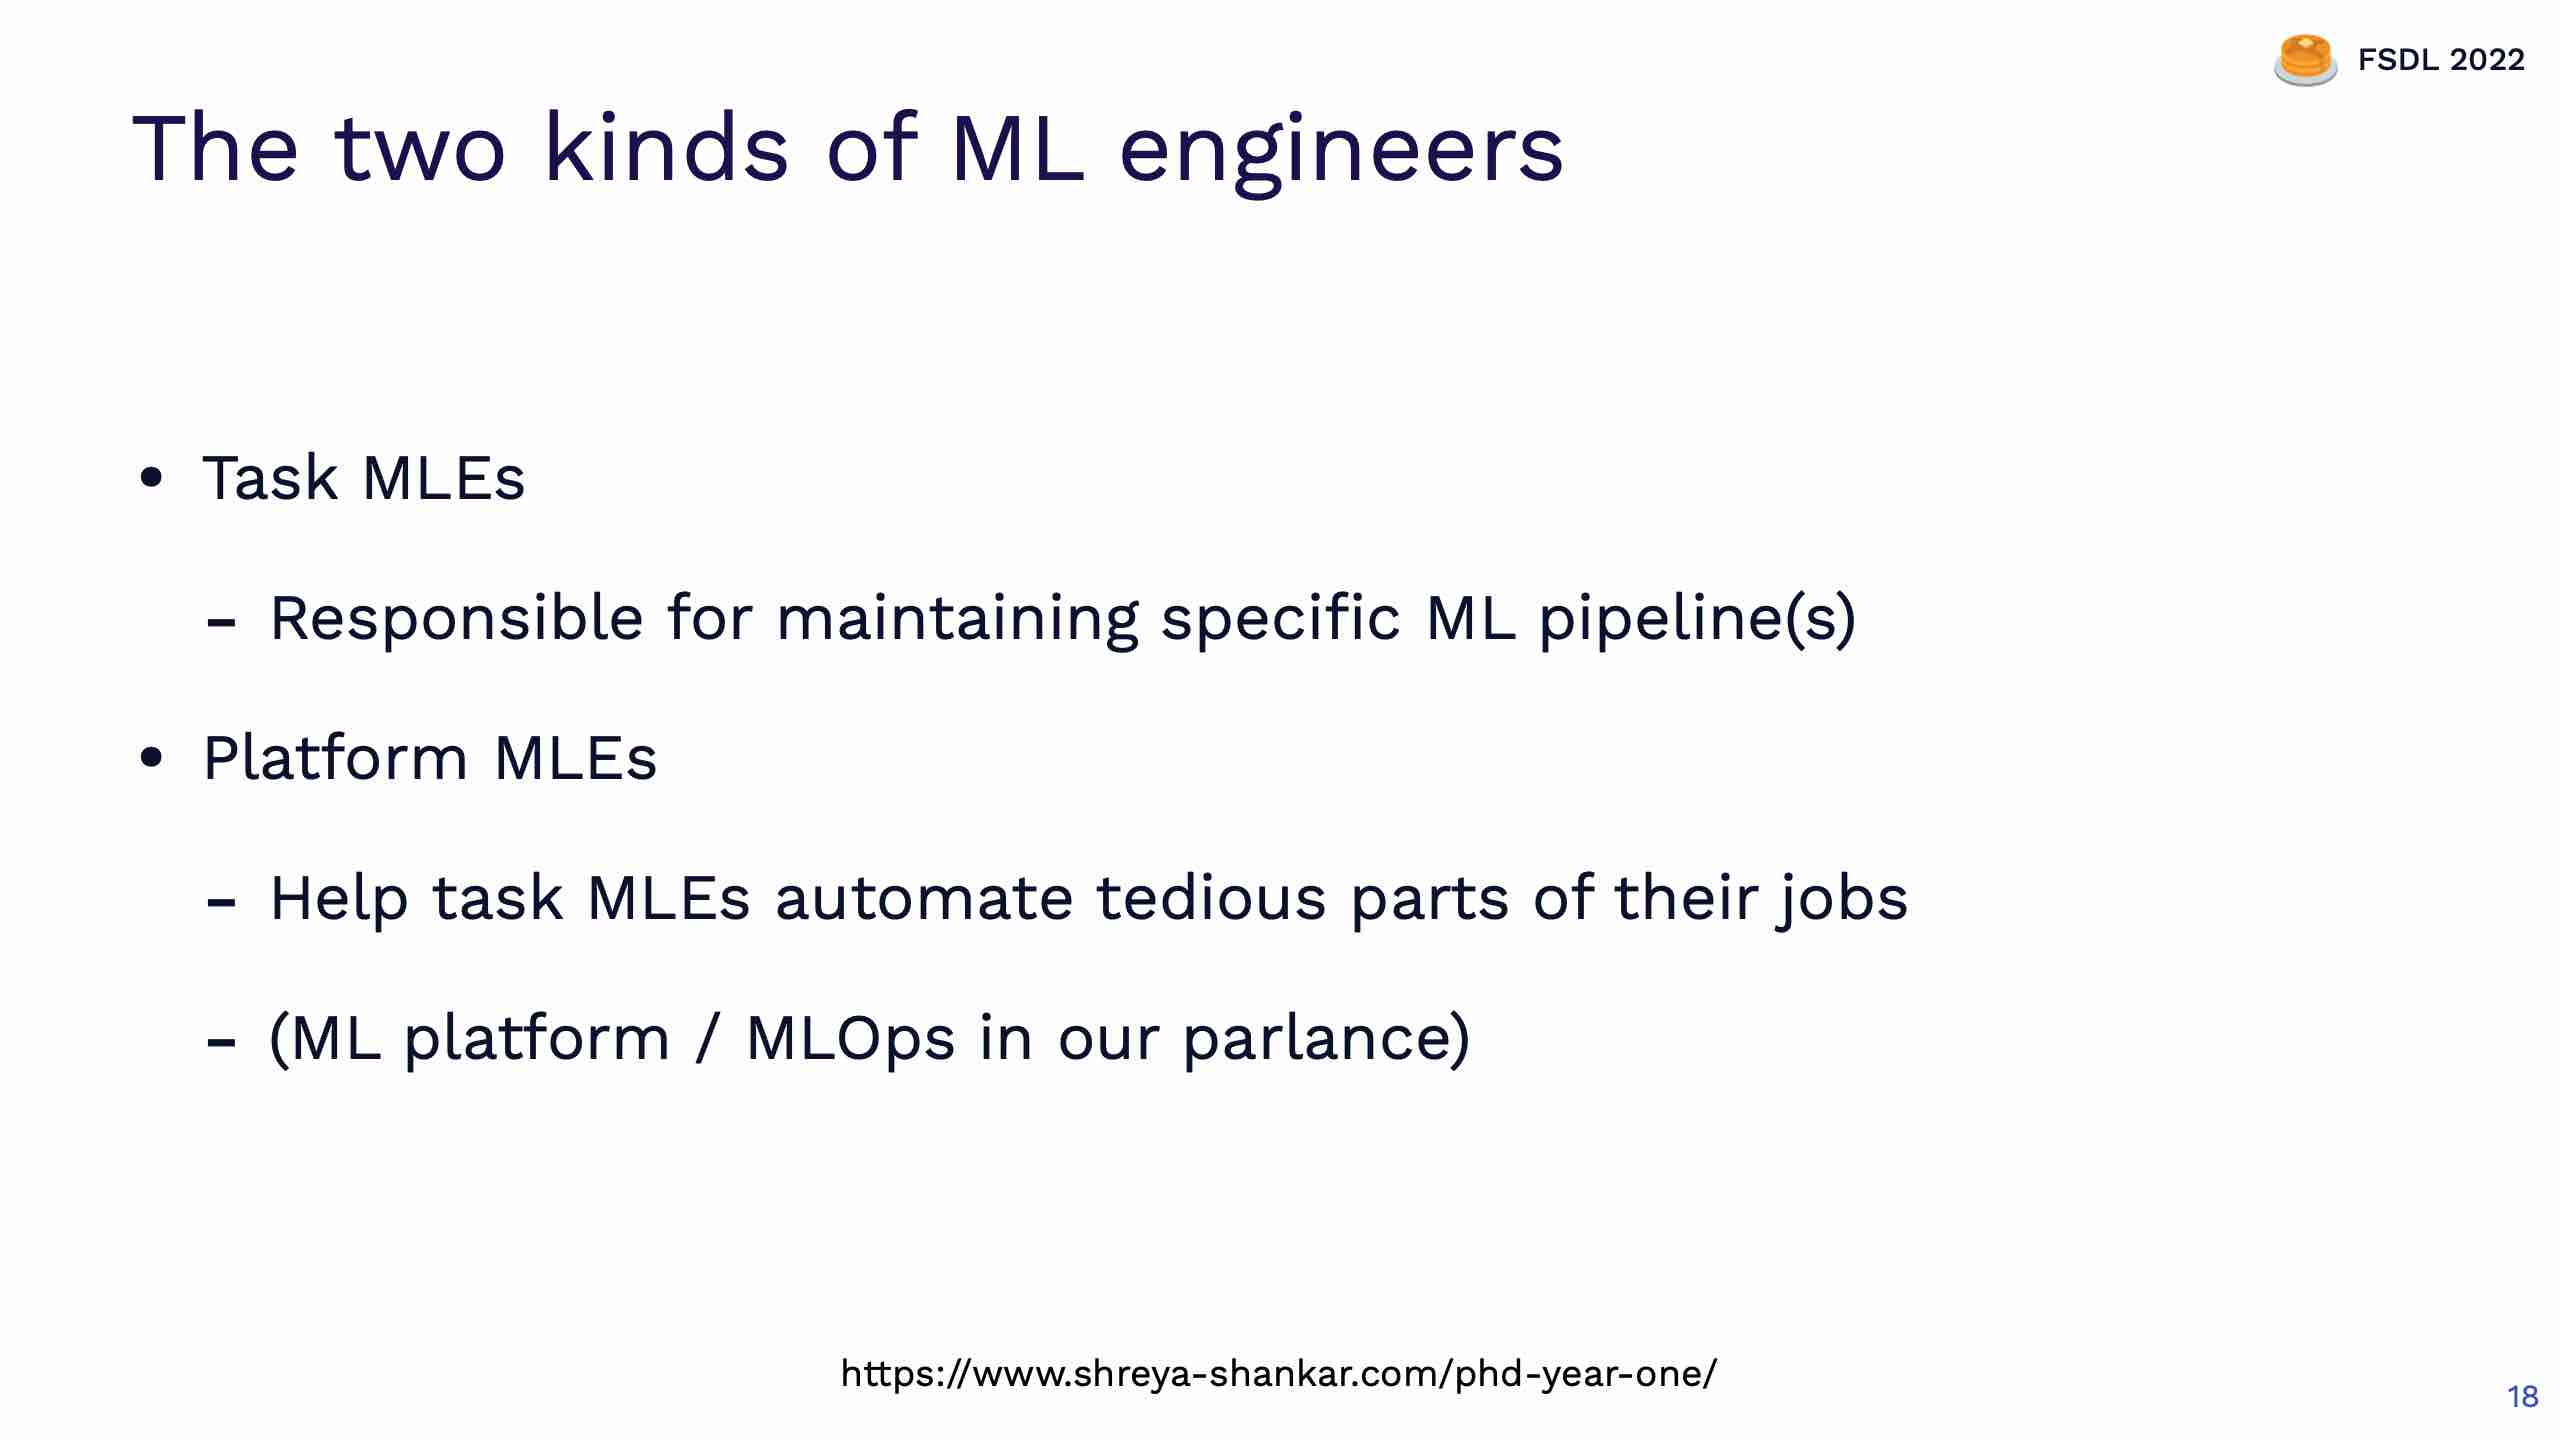 FSDL 2022
The two kinds of ML engineers
• Task MLEs
- Responsible for maintaining specific ML pipeline(s)
• Platform MLEs
- Help task MLEs automate tedious parts of their jobs
- (ML platform / MLOps in our parlance)
https://www.shreya-shankar.com/phd-year-one/
18